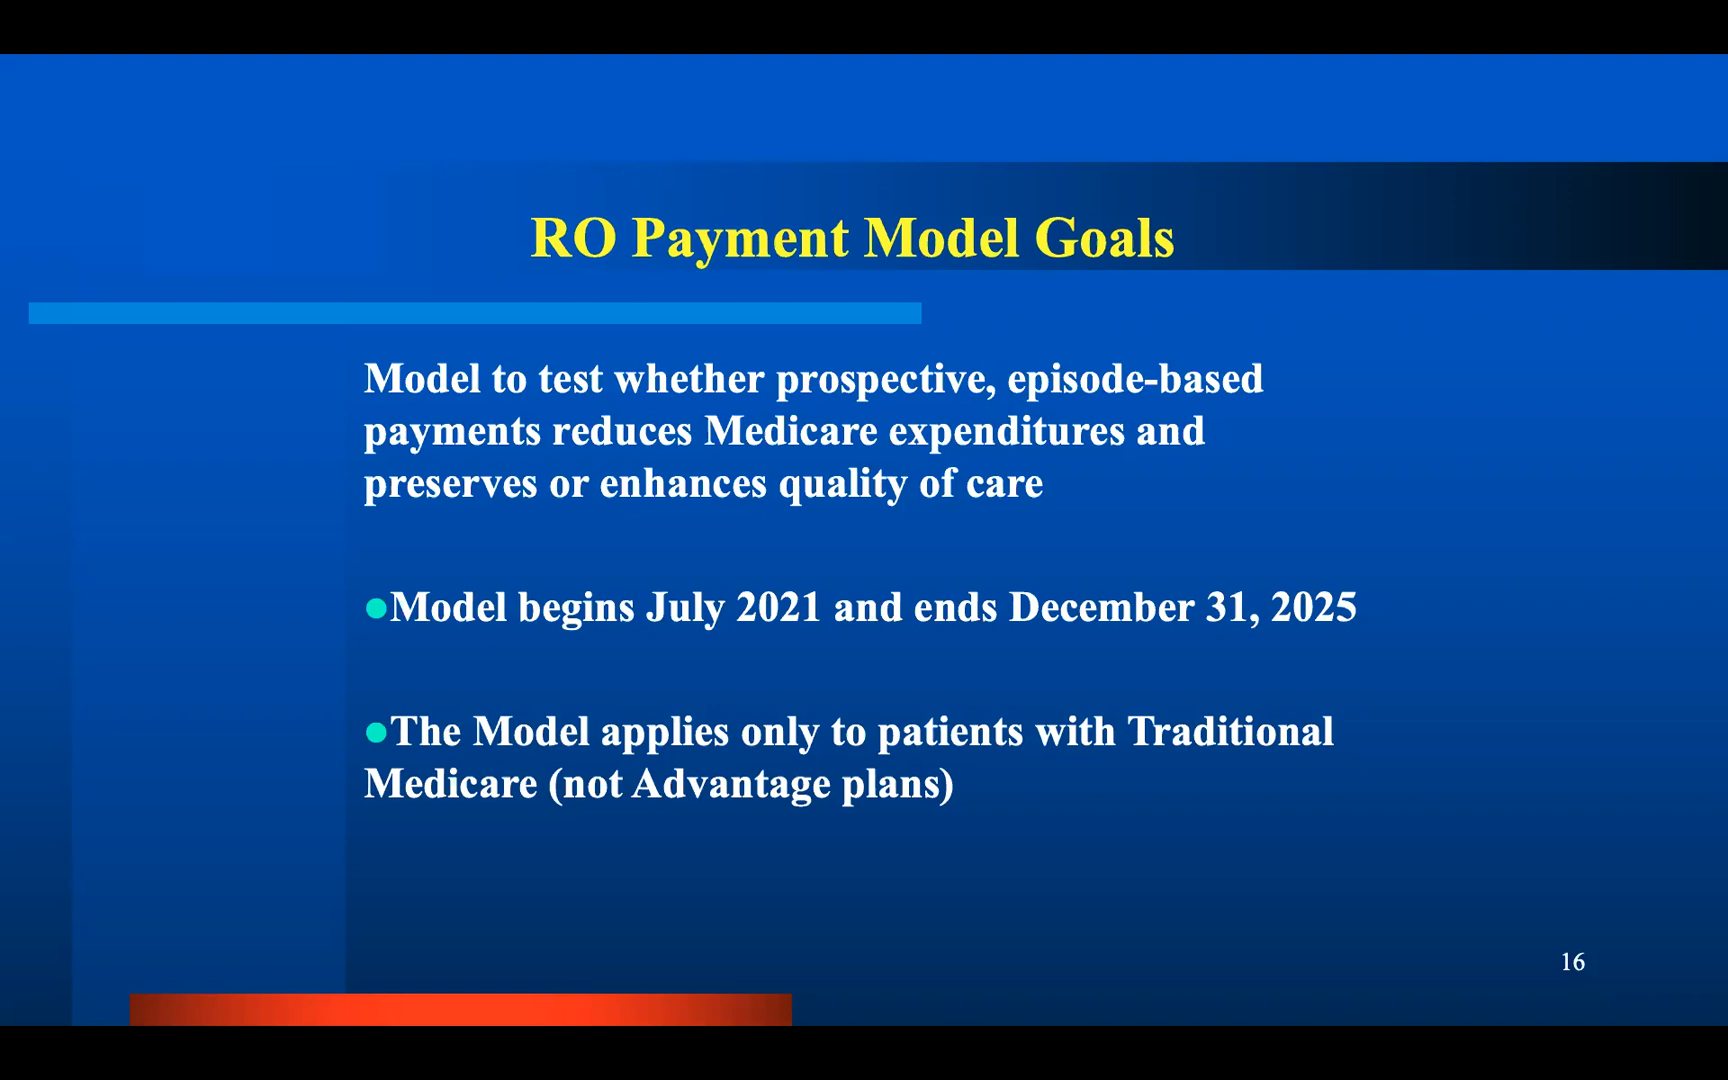 RO Payment Model Goals
Model to test whether prospective, episode-based
payments reduces Medicare expenditures and
preserves or enhances quality of care
●Model begins July 2021 and ends December 31, 2025
●The Model applies only to patients with Traditional
Medicare (not Advantage plans)
16